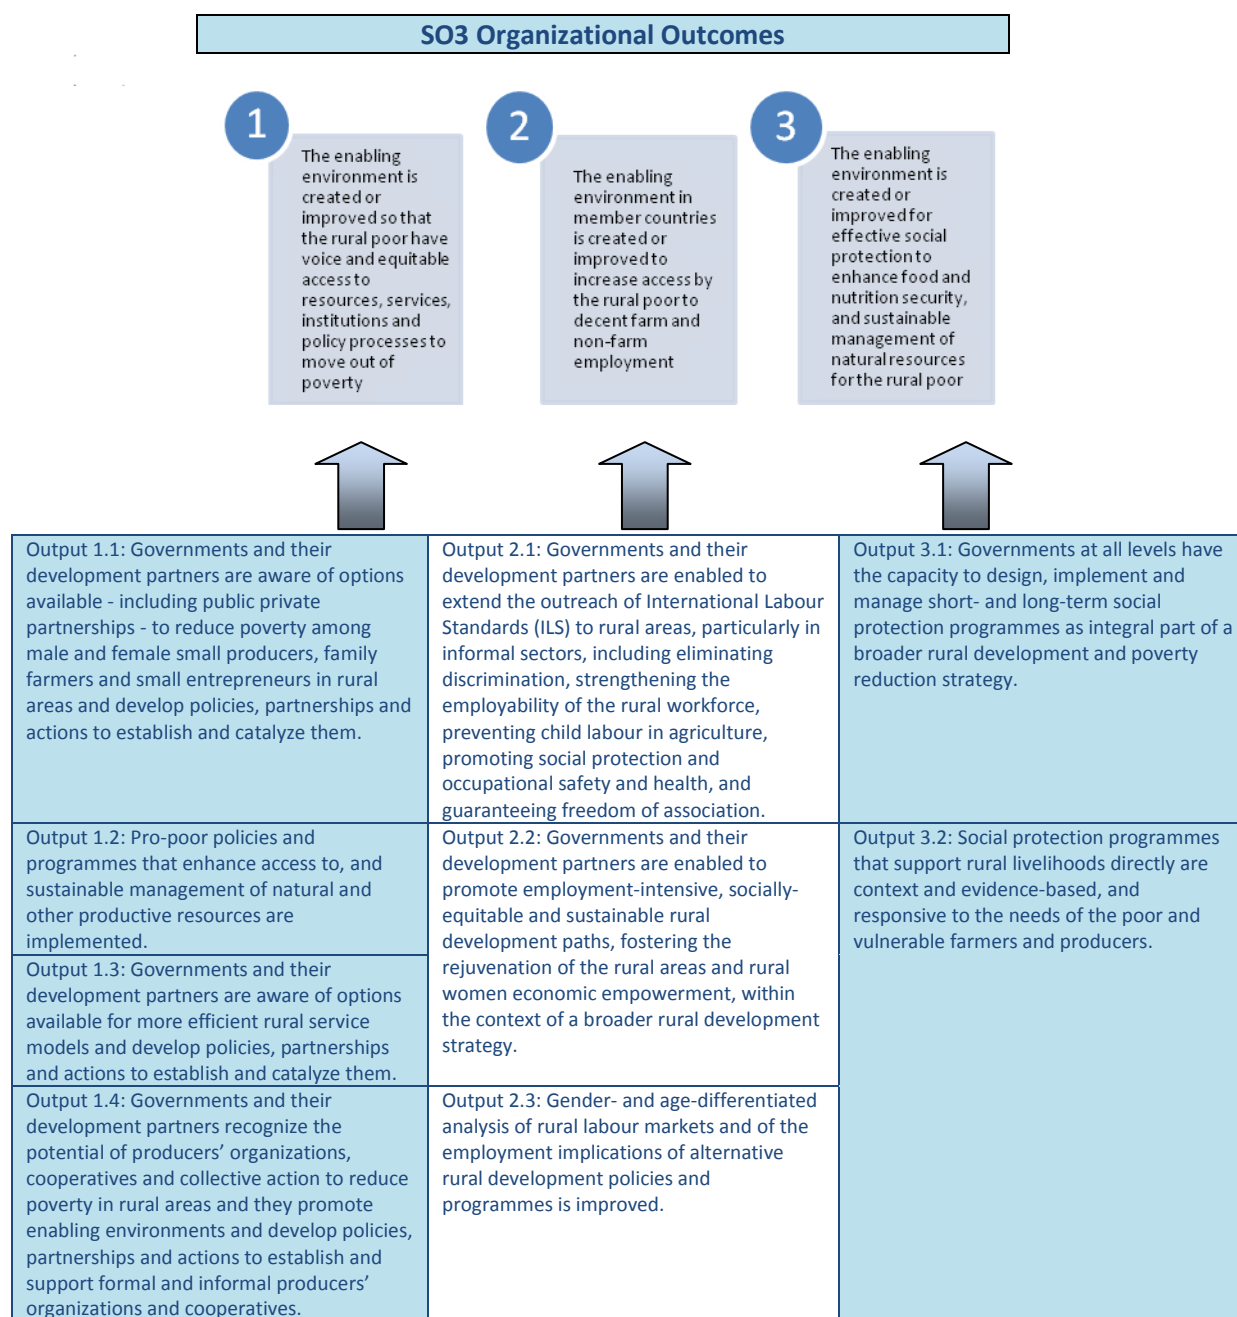 SO3 Organizational Outcomes
1
The enabling
environment is
created or
improved so that
the rural poor have
voice and equitable
access to
resources, services,
institutions and
policy processes to
move out of
poverty
2
The enabling
environment in
member countries
is created or
improved to
increase access by
the rural poor to
decent farm and
non-farm
employment
3
The enabling
environment is
created or
improved for
effective social
protection to
enhance food and
nutrition security,
and sustainable
management of
natural resources
for the rural poor
Output 1.1: Governments and their
development partners are aware of options
available - including public private
partnerships - to reduce poverty among
male and female small producers, family
farmers and small entrepreneurs in rural
areas and develop policies, partnerships and
actions to establish and catalyze them.
Output 2.1: Governments and their
development partners are enabled to
extend the outreach of International Labour
Standards (ILS) to rural areas, particularly in
informal sectors, including eliminating
discrimination, strengthening the
employability of the rural workforce,
preventing child labour in agriculture,
promoting social protection and
occupational safety and health, and
guaranteeing freedom of association.
Output 3.1: Governments at all levels have
the capacity to design, implement and
manage short- and long-term social
protection programmes as integral part of a
broader rural development and poverty
reduction strategy.
Output 1.2: Pro-poor policies and
programmes that enhance access to, and
sustainable management of natural and
other productive resources are
implemented.
Output 2.2: Governments and their
development partners are enabled to
promote employment-intensive, socially-
equitable and sustainable rural
development paths, fostering the
rejuvenation of the rural areas and rural
women economic empowerment, within
the context of a broader rural development
strategy.
Output 3.2: Social protection programmes
that support rural livelihoods directly are
context and evidence-based, and
responsive to the needs of the poor and
vulnerable farmers and producers.
Output 1.3: Governments and their
development partners are aware of options
available for more efficient rural service
models and develop policies, partnerships
and actions to establish and catalyze them.
Output 1.4: Governments and their
development partners recognize the
potential of producers’ organizations,
cooperatives and collective action to reduce
poverty in rural areas and they promote
enabling environments and develop policies,
partnerships and actions to establish and
support formal and informal producers’
organizations and cooperatives.
Output 2.3: Gender- and age-differentiated
analysis of rural labour markets and of the
employment implications of alternative
rural development policies and
programmes is improved.